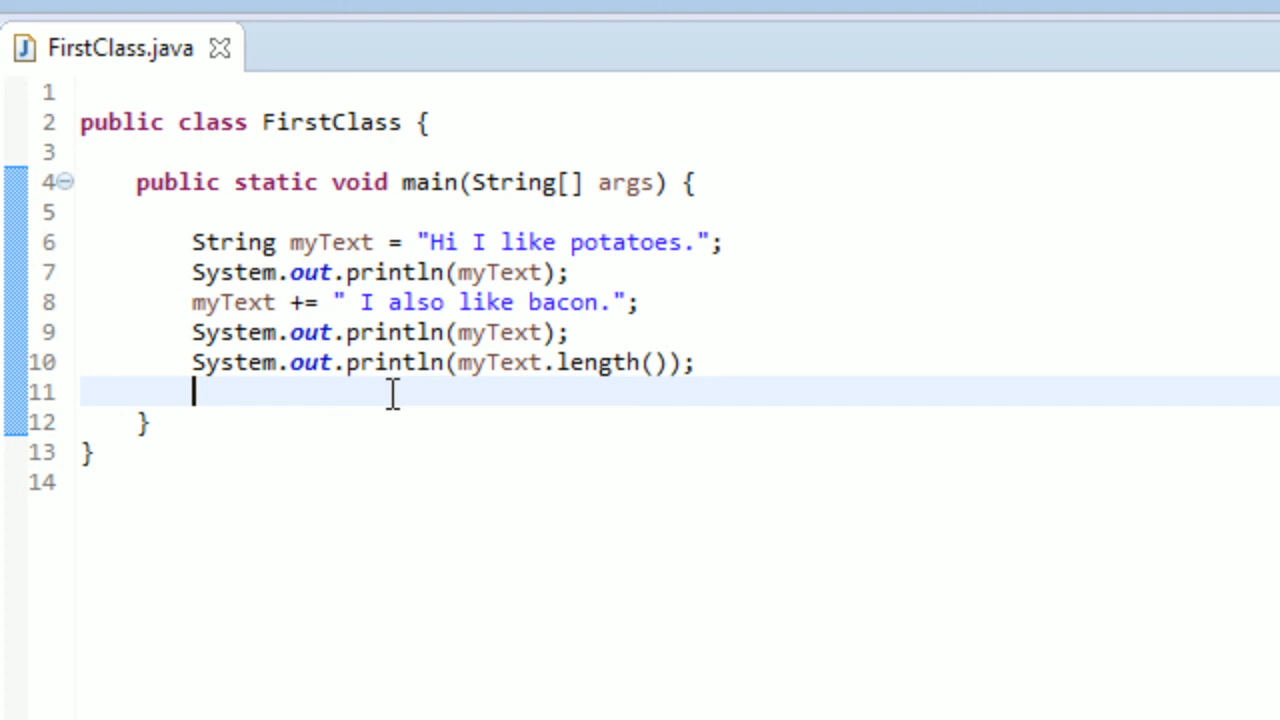 FirstClass.java
1
2 public class FirstClass {
3
4 public static void main(String[] args) {
5
6 String myText = "Hi I like potatoes.";
7 System.out.println(myText);
8 myText += " I also like bacon.";
9 System.out.println(myText);
10 System.out.println(myText.length());
11
12 }
13 }
14